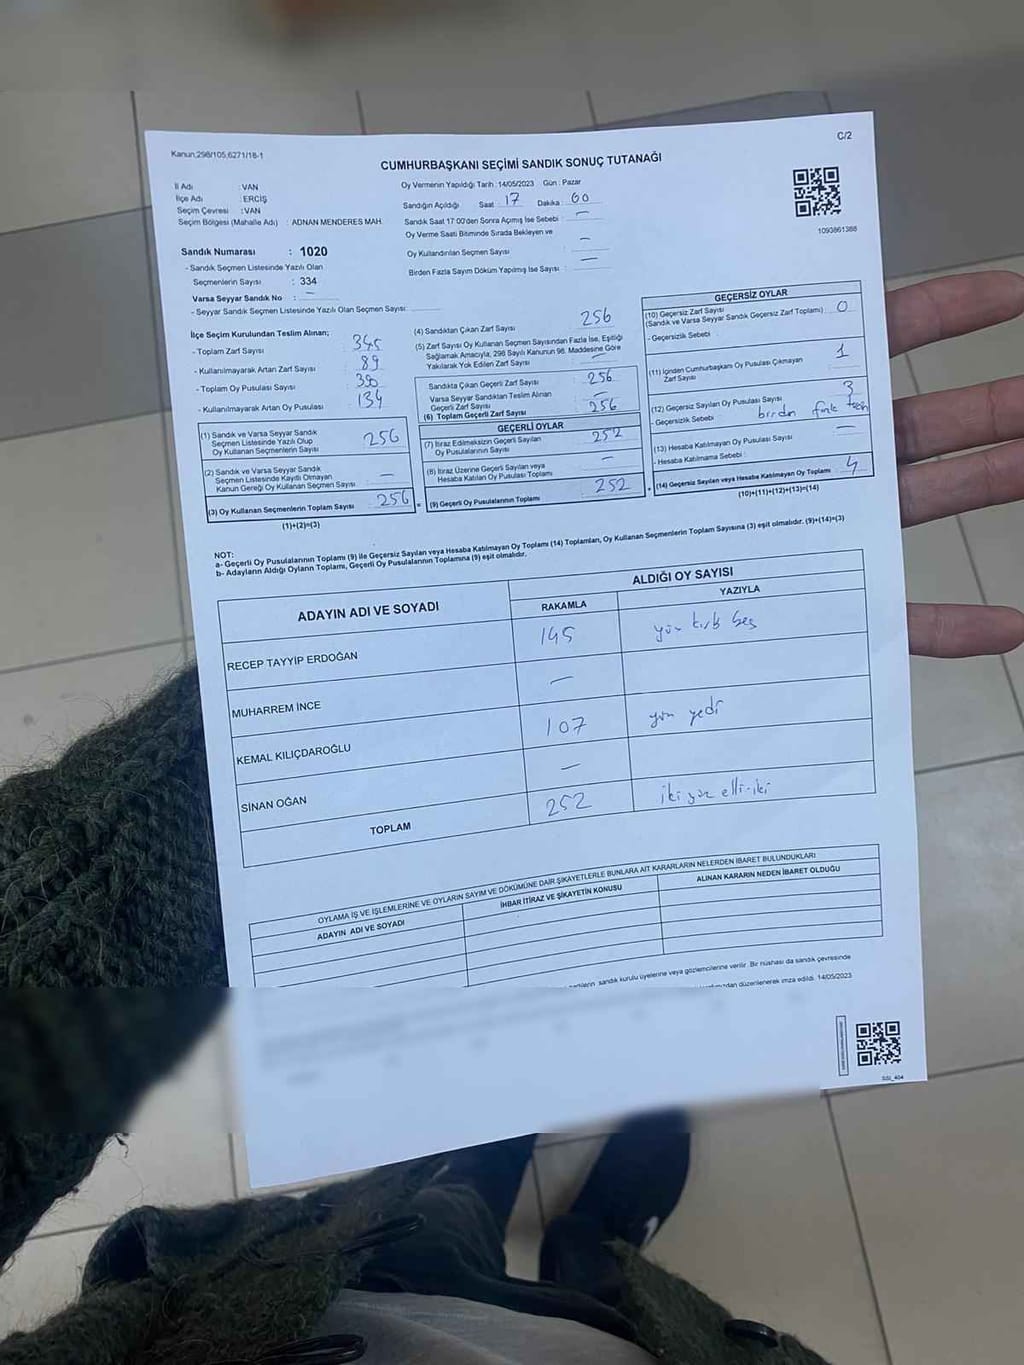 C/2
Kanun,298/105,6271/18-1
CUMHURBAŞKANI SEÇİMİ SANDIK SONUÇ TUTANAĞI
İl Adı : VAN
İlçe Adı : ERCİŞ
Seçim Çevresi : VAN
Seçim Bölgesi (Mahalle Adı) : ADNAN MENDERES MAH.
Sandık Numarası : 1020
- Sandık Seçmen Listesinde Yazılı Olan
Seçmenlerin Sayısı : 334
Varsa Seyyar Sandık No : —
- Seyyar Sandık Seçmen Listesinde Yazılı Olan Seçmen Sayısı:
Oy Vermenin Yapıldığı Tarih :14/05/2023 Gün : Pazar
Sandığın Açıldığı Saat 17 Dakika 00
Sandık Saat 17:00'den Sonra Açımış İse Sebebi : —
Oy Verme Saati Bitiminde Sırada Bekleyen ve
Oy Kullandırılan Seçmen Sayısı —
Birden Fazla Sayım Döküm Yapılmış İse Sayısı : —
1093861388
İlçe Seçim Kurulundan Teslim Alınan;
- Toplam Zarf Sayısı : 345
- Kullanılmayarak Artan Zarf Sayısı : 89
- Toplam Oy Pusulası Sayısı : 390
- Kullanılmayarak Artan Oy Pusulası : 134
(1) Sandık ve Varsa Seyyar Sandık
Seçmen Listesinde Yazılı Olup
Oy Kullanan Seçmenlerin Sayısı 256
(2) Sandık ve Varsa Seyyar Sandık
Seçmen Listesinde Kayıtlı Olmayan
Kanun Gereği Oy Kullanan Seçmen Sayısı —
(3) Oy Kullanan Seçmenlerin Toplam Sayısı 256
(1)+(2)=(3)
(4) Sandıktan Çıkan Zarf Sayısı 256
(5) Zarf Sayısı Oy Kullanan Seçmen Sayısından Fazla İse, Eşitliği
Sağlamak Amacıyla; 298 Sayılı Kanunun 98. Maddesine Göre
Yakılarak Yok Edilen Zarf Sayısı —
Sandıkta Çıkan Geçerli Zarf Sayısı 256
Varsa Seyyar Sandıktan Teslim Alınan
Geçerli Zarf Sayısı —
(6) Toplam Geçerli Zarf Sayısı 256
GEÇERLİ OYLAR
(7) İtiraz Edilmeksizin Geçerli Sayılan
Oy Pusulalarının Sayısı 252
(8) İtiraz Üzerine Geçerli Sayılan veya
Hesaba Katılan Oy Pusulası Toplamı —
= (9) Geçerli Oy Pusulalarının Toplamı 252
GEÇERSİZ OYLAR
(10) Geçersiz Zarf Sayısı
(Sandık ve Varsa Seyyar Sandık Geçersiz Zarf Toplamı) 0
- Geçersizlik Sebebi
(11) İçinden Cumhurbaşkanı Oy Pusulası Çıkmayan
Zarf Sayısı 1
(12) Geçersiz Sayılan Oy Pusulası Sayısı 3
- Geçersizlik Sebebi birden fazla
(13) Hesaba Katılmayan Oy Pusulası Sayısı —
- Hesaba Katılmama Sebebi :
+ (14) Geçersiz Sayılan veya Hesaba Katılmayan Oy Toplamı 4
(10)+(11)+(12)+(13)=(14)
NOT:
a- Geçerli Oy Pusulalarının Toplamı (9) ile Geçersiz Sayılan veya Hesaba Katılmayan Oy Toplamı (14) Toplamları, Oy Kullanan Seçmenlerin Toplam Sayısına (3) eşit olmalıdır. (9)+(14)=(3)
b- Adayların Aldığı Oyların Toplamı, Geçerli Oy Pusulalarının Toplamına (9) eşit olmalıdır.
ADAYIN ADI VE SOYADI ALDIĞI OY SAYISI
RAKAMLA YAZIYLA
RECEP TAYYİP ERDOĞAN 145 yüz kırk beş
MUHARREM İNCE —
KEMAL KILIÇDAROĞLU 107 yüz yedi
SİNAN OĞAN —
TOPLAM 252 iki yüz elli-iki
OYLAMA İŞ VE İŞLEMLERİNE VE OYLARIN SAYIM VE DÖKÜMÜNE DAİR ŞİKAYETLERLE BUNLARA AİT KARARLARIN NELERDEN İBARET BULUNDUKLARI
ADAYIN ADI VE SOYADI İHBAR İTİRAZ VE ŞİKAYETİN KONUSU ALINAN KARARIN NEDEN İBARET OLDUĞU
sandık kurulu üyelerine veya gözlemcilerine verilir. Bir nüshası da sandık çevresinde
düzenlenerek imza edildi. 14/05/2023
SSI_404